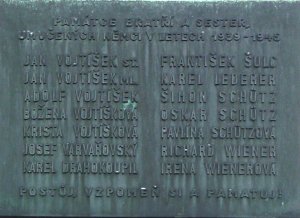 PAMÁTCE BRATŘÍ A SESTER,
UMUČENÝCH NĚMCI V LETECH 1939-1945
JAN VOJTÍŠEK ST. FRANTIŠEK ŠULC
JAN VOJTÍŠEK ML. KAREL LEDERER
ADOLF VOJTÍŠEK ŠIMON SCHÜTZ
BOŽENA VOJTÍŠKOVÁ OSKAR SCHÜTZ
KRISTA VOJTÍŠKOVÁ PAVLÍNA SCHÜTZOVÁ
JOSEF VARVAŘOVSKÝ RICHARD WIENER
KAREL DRAHOKOUPIL IRENA WIENEROVÁ
POSTŮJ, VZPOMEŇ SI A PAMATUJ!